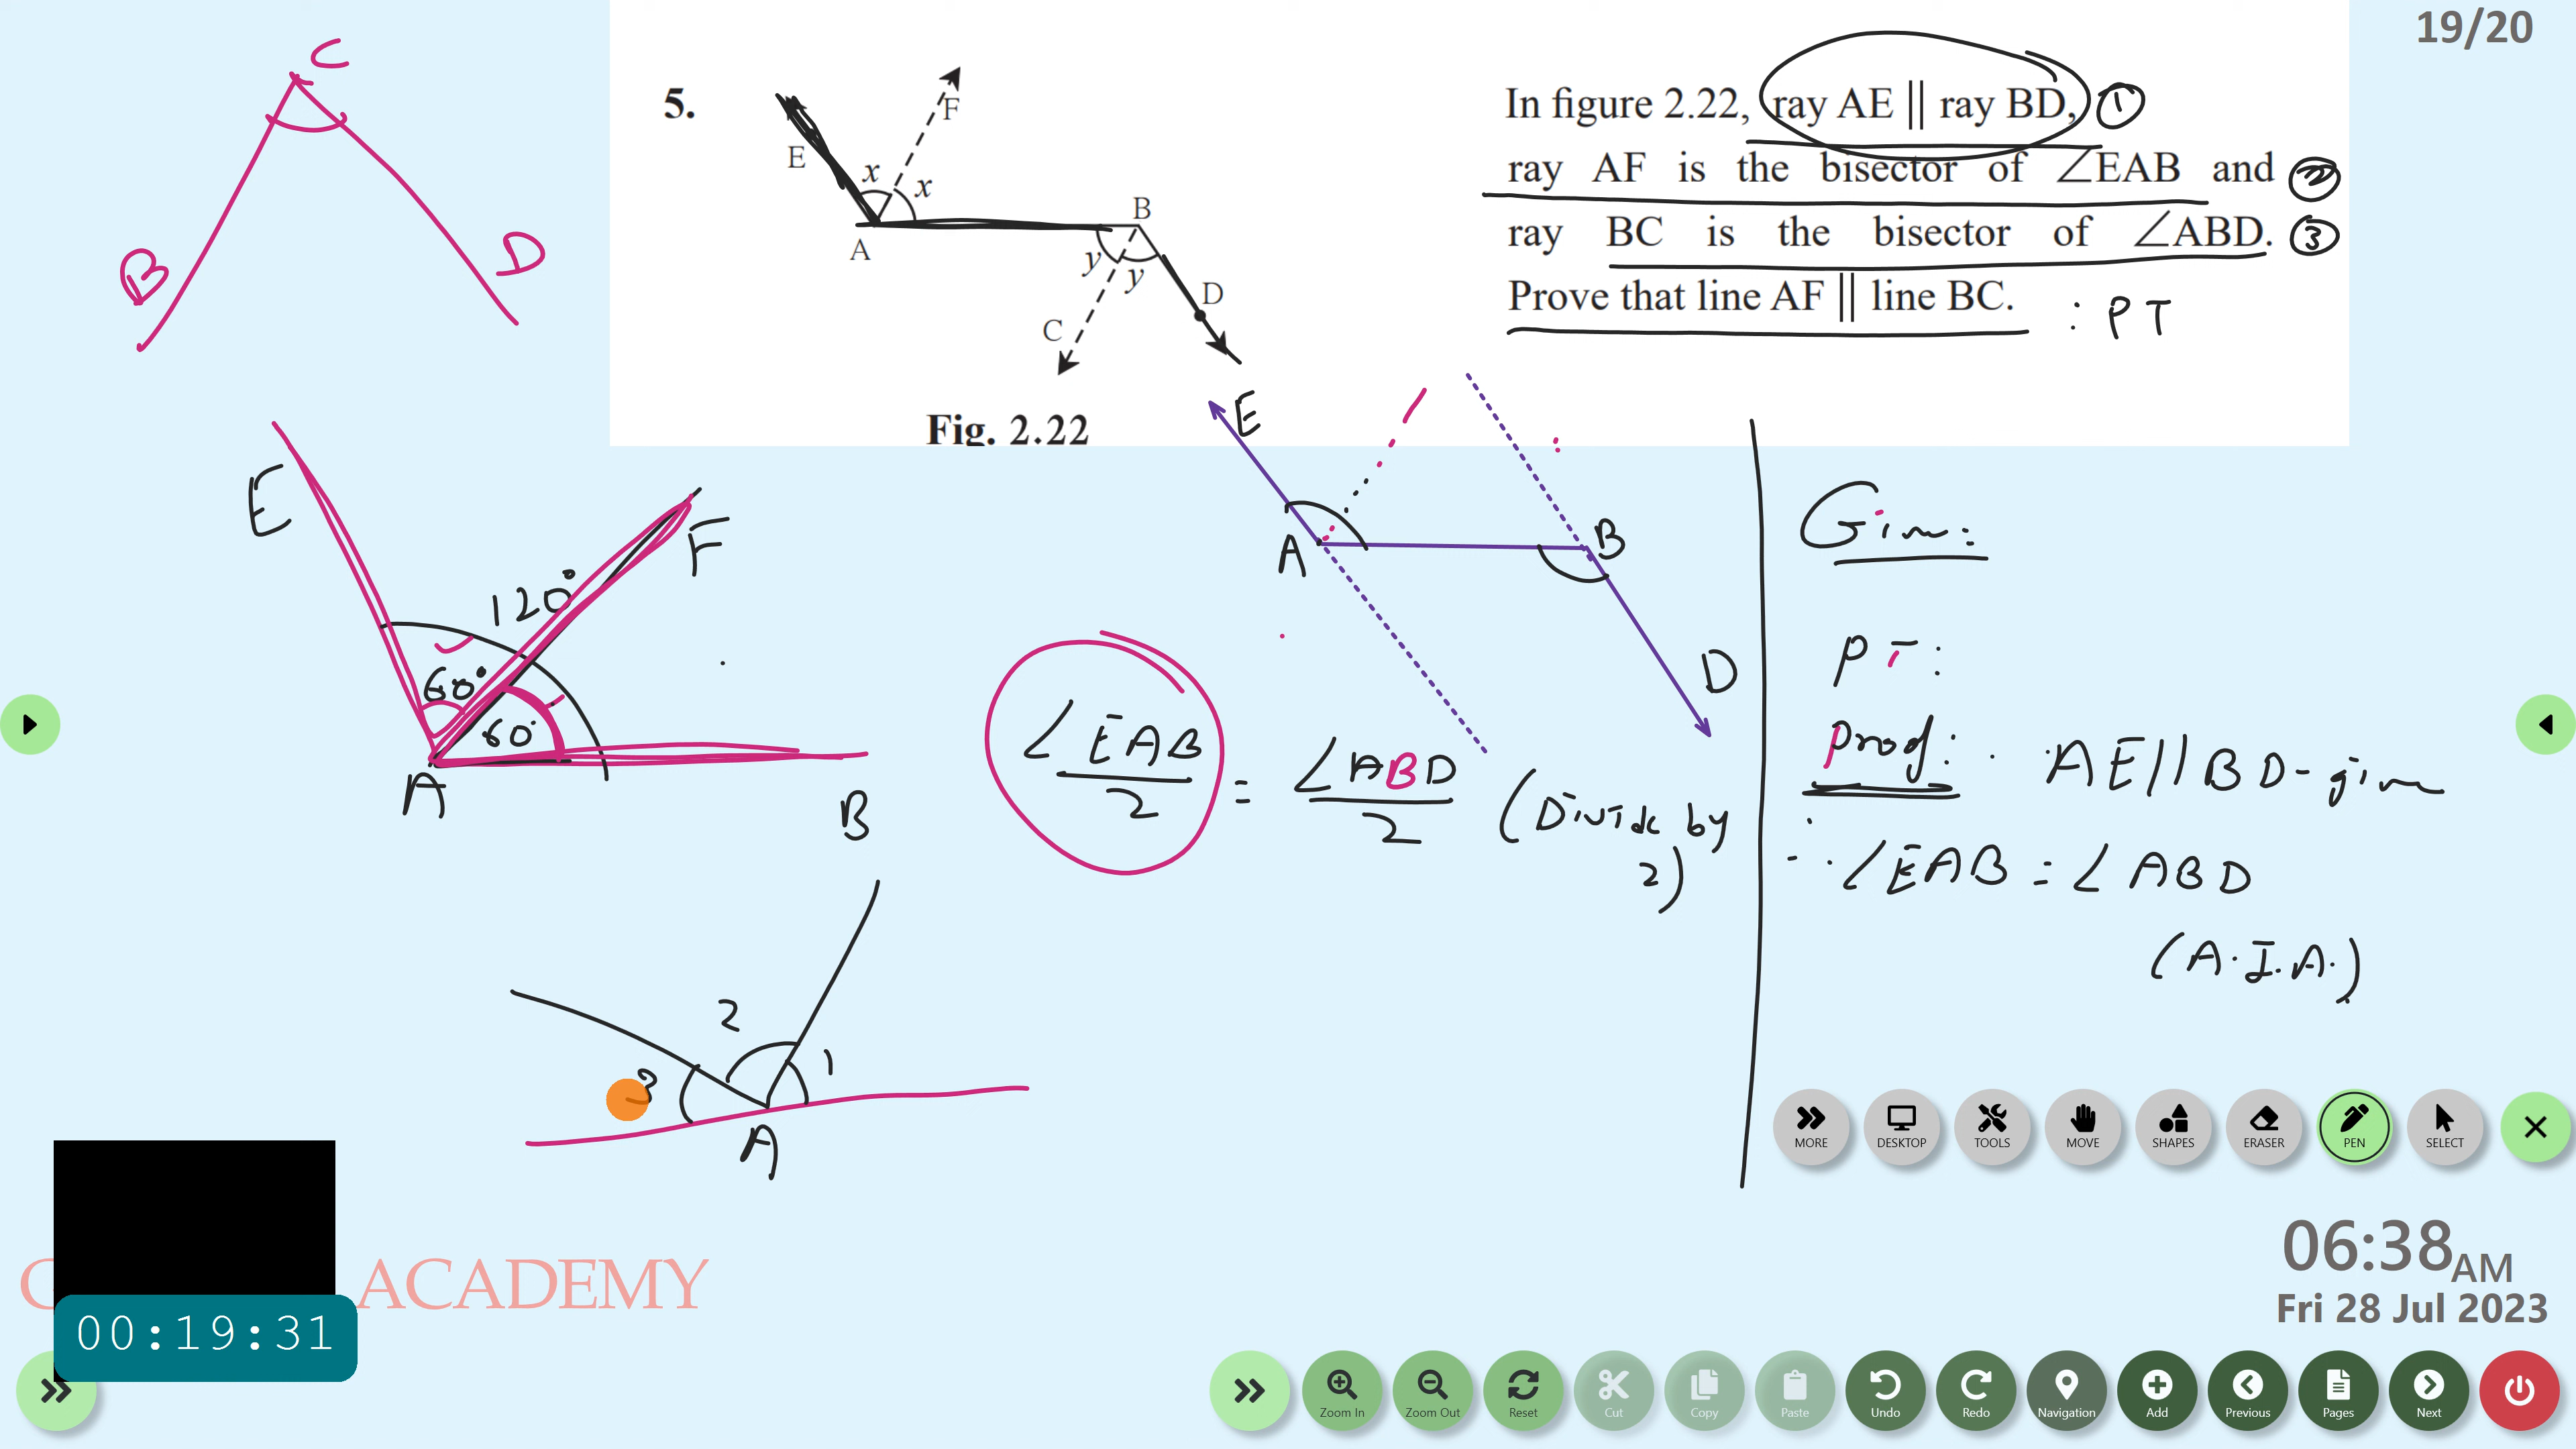 19/20
C
B
D
5.
E
F
x
x
A
B
y
y
D
C
Fig. 2.22
In figure 2.22, ray AE || ray BD, ①
ray AF is the bisector of ∠EAB and
ray BC is the bisector of ∠ABD. ③
Prove that line AF || line BC. : PT
E
F
120°
60°
60°
A
B
E
A
B
D
∠EAB/2 = ∠ABD/2 (Divide by 2)
PT:
Proof: AE // BD -
∴ ∠EAB = ∠ABD
(A.I.A.)
2
1
3
A
MORE
DESKTOP
TOOLS
MOVE
SHAPES
ERASER
PEN
SELECT
ACADEMY
00:19:31
06:38 AM
Fri 28 Jul 2023
Zoom In
Zoom Out
Reset
Cut
Copy
Paste
Undo
Redo
Navigation
Add
Previous
Pages
Next